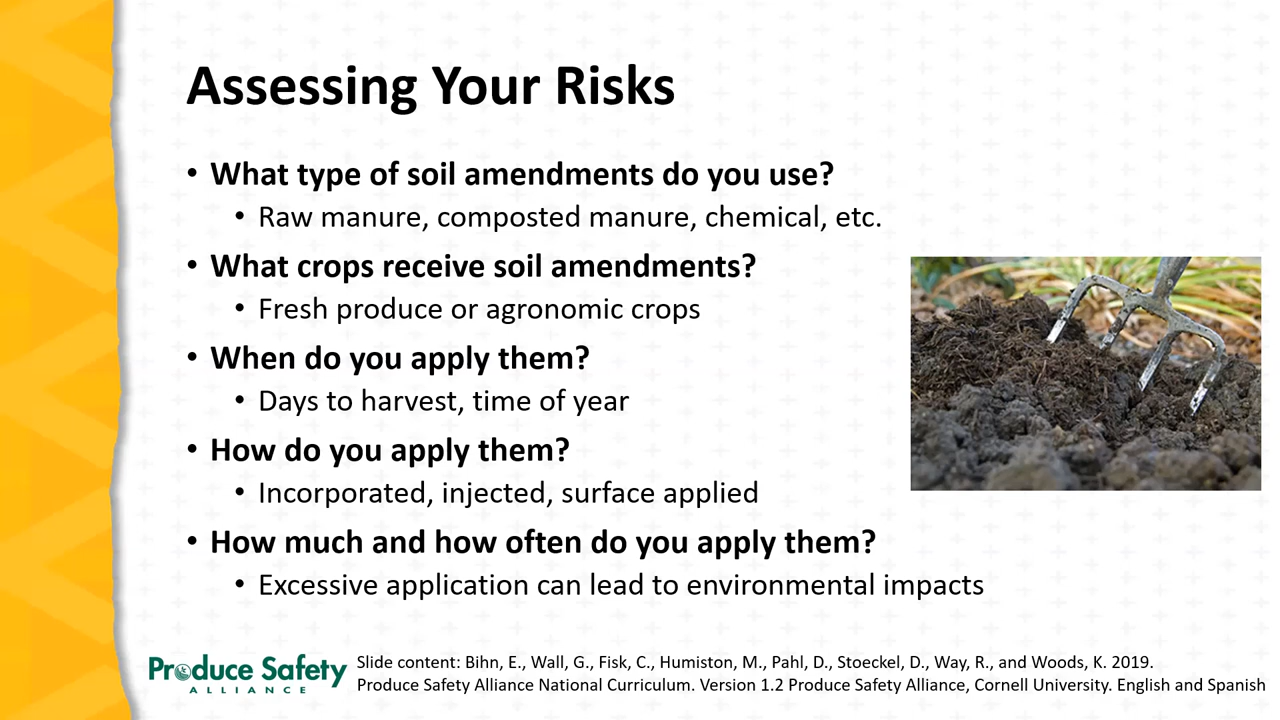 Assessing Your Risks
• What type of soil amendments do you use?
• Raw manure, composted manure, chemical, etc.
• What crops receive soil amendments?
• Fresh produce or agronomic crops
• When do you apply them?
• Days to harvest, time of year
• How do you apply them?
• Incorporated, injected, surface applied
• How much and how often do you apply them?
• Excessive application can lead to environmental impacts
Produce Safety
ALLIANCE
Slide content: Bihn, E., Wall, G., Fisk, C., Humiston, M., Pahl, D., Stoeckel, D., Way, R., and Woods, K. 2019.
Produce Safety Alliance National Curriculum. Version 1.2 Produce Safety Alliance, Cornell University. English and Spanish